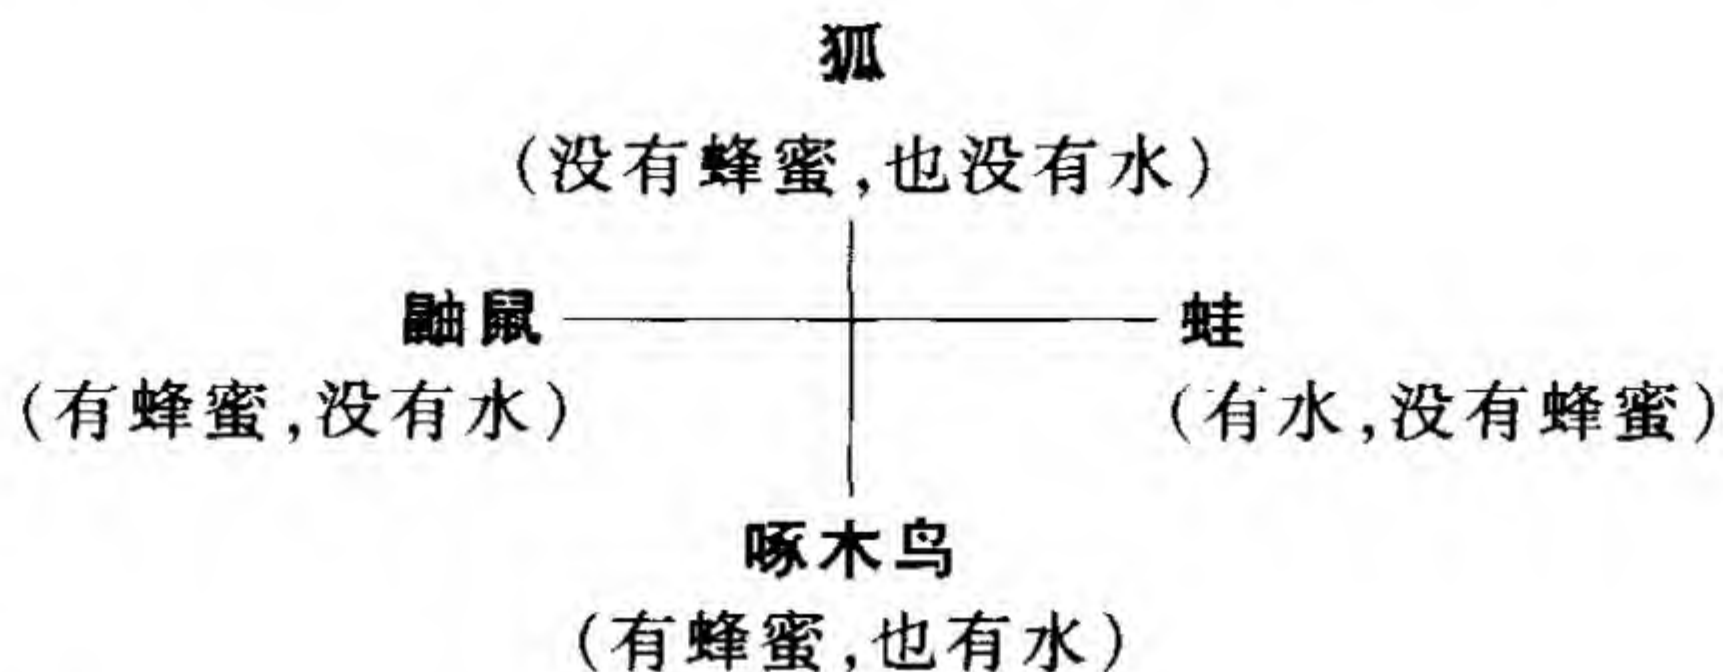 狐
(没有蜂蜜,也没有水)
鼬鼠
蛙
(有蜂蜜,没有水)
(有水,没有蜂蜜)
啄木鸟
(有蜂蜜,也有水)